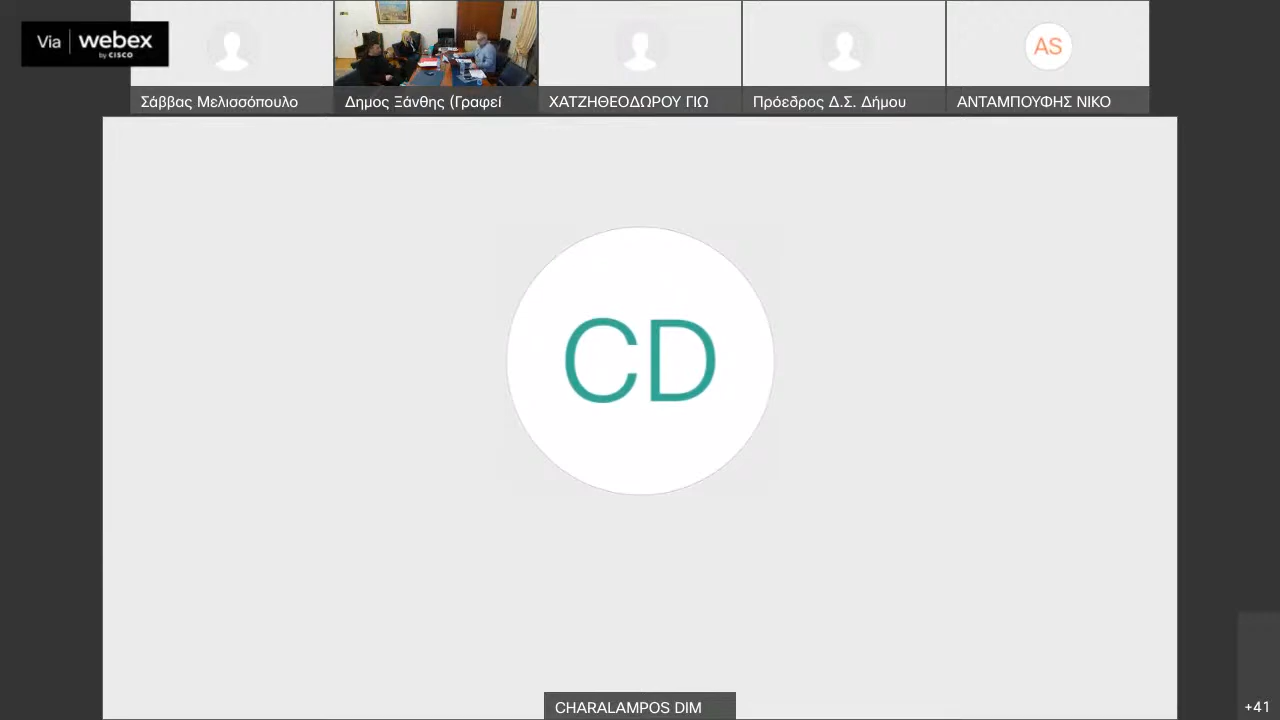 Via webex
by CISCO
AS
Σάββας Μελισσόπουλο
Δημος Ξάνθης (Γραφεί
ΧΑΤΖΗΘΕΟΔΩΡΟΥ ΓΙΩ
Πρόεδρος Δ.Σ. Δήμου
ΑΝΤΑΜΠΟΥΦΗΣ ΝΙΚΟ
CD
CHARALAMPOS DIM
+41